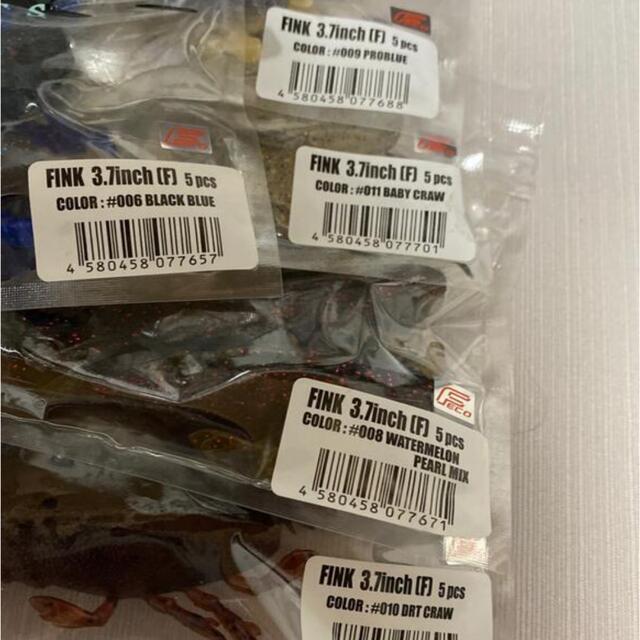 FINK 3.7inch (F) 5 pcs
COLOR : #009 PROBLUE
4 580458 077688
FINK 3.7inch (F) 5 pcs
COLOR : #011 BABY CRAW
4 580458 077701
FINK 3.7inch (F) 5 pcs
COLOR : #006 BLACK BLUE
4 580458 077657
FECO
FINK 3.7inch (F) 5 pcs
COLOR : #008 WATERMELON
PEARL MIX
4 580458 077671
FINK 3.7inch (F) 5 pcs
COLOR : #010 DRT CRAW